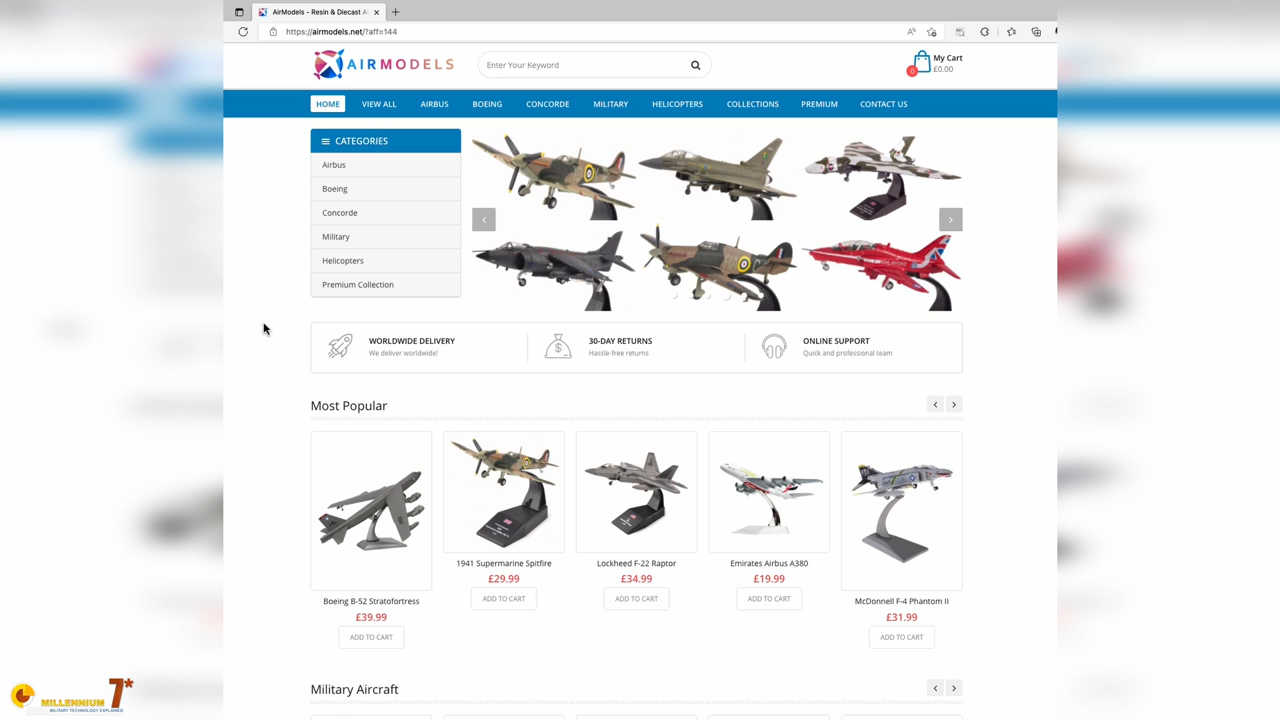 AirModels - Resin & Diecast A
https://airmodels.net/?aff=144
AIRMODELS
Enter Your Keyword
My Cart
0
£0.00
HOME VIEW ALL AIRBUS BOEING CONCORDE MILITARY HELICOPTERS COLLECTIONS PREMIUM CONTACT US
CATEGORIES
Airbus
Boeing
Concorde
Military
Helicopters
Premium Collection
WORLDWIDE DELIVERY
We deliver worldwide!
30-DAY RETURNS
Hassle-free returns
ONLINE SUPPORT
Quick and professional team
Most Popular
Boeing B-52 Stratofortress
£39.99
ADD TO CART
1941 Supermarine Spitfire
£29.99
ADD TO CART
Lockheed F-22 Raptor
£34.99
ADD TO CART
Emirates Airbus A380
£19.99
ADD TO CART
McDonnell F-4 Phantom II
£31.99
ADD TO CART
Military Aircraft
MILLENNIUM 7*
MILITARY TECHNOLOGY EXPLAINED